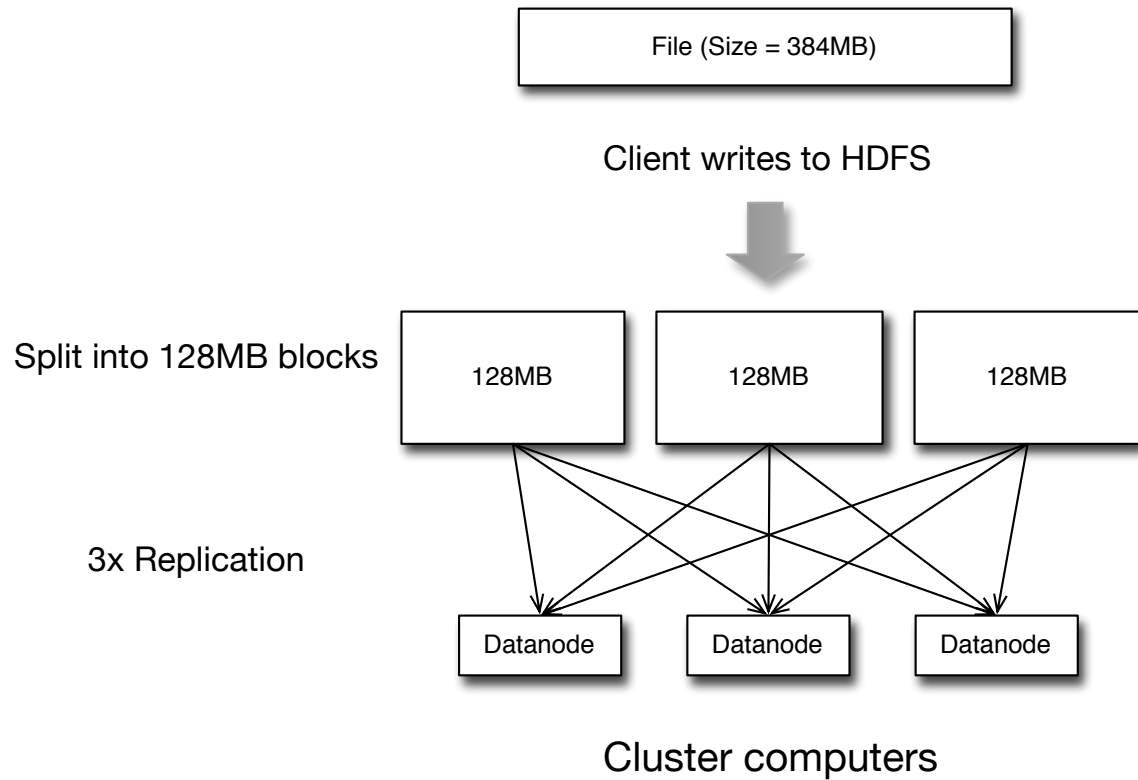 File (Size = 384MB)
Client writes to HDFS
Split into 128MB blocks
128MB
128MB
128MB
3x Replication
Datanode
Datanode
Datanode
Cluster computers